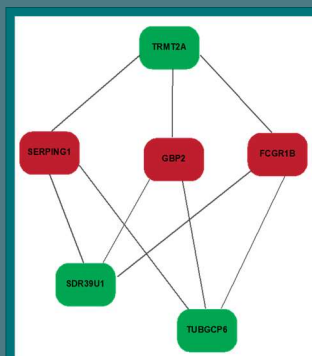 TRMT2A
SERPING1
GBP2
FCGR1B
SDR39U1
TUBGCP6